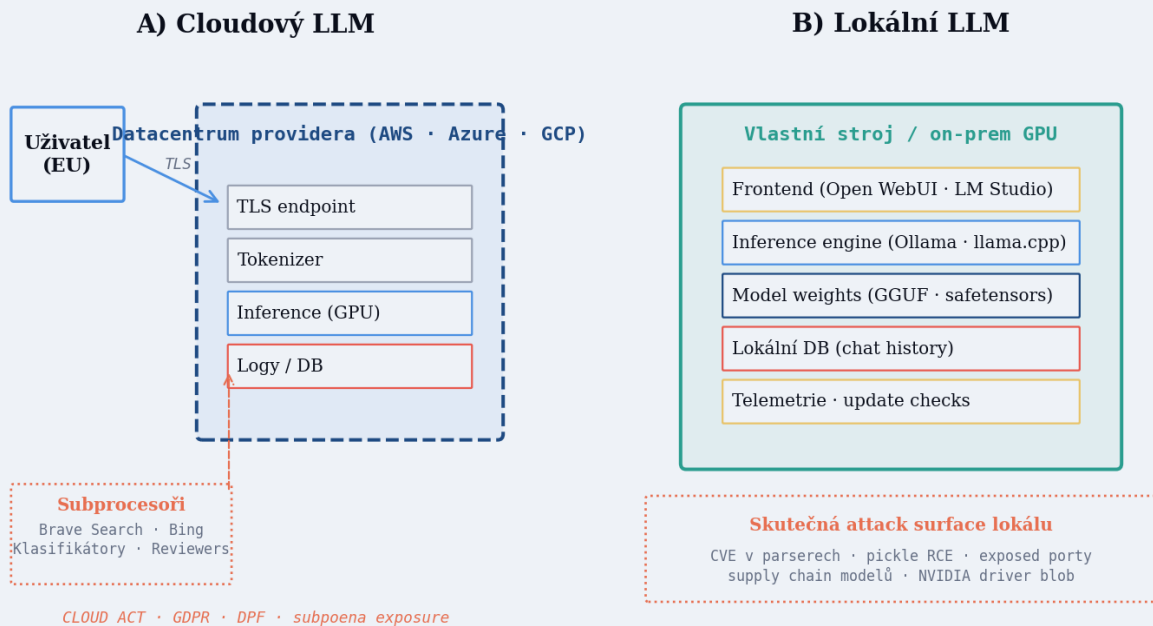 A) Cloudový LLM
Uživatel
(EU)
TLS
Datacentrum providera (AWS · Azure · GCP)
TLS endpoint
Tokenizer
Inference (GPU)
Logy / DB
Subprocesoři
Brave Search · Bing
Klasifikátory · Reviewers
CLOUD ACT · GDPR · DPF · subpoena exposure
B) Lokální LLM
Vlastní stroj / on-prem GPU
Frontend (Open WebUI · LM Studio)
Inference engine (Ollama · llama.cpp)
Model weights (GGUF · safetensors)
Lokální DB (chat history)
Telemetrie · update checks
Skutečná attack surface lokálu
CVE v parserech · pickle RCE · exposed porty
supply chain modelů · NVIDIA driver blob